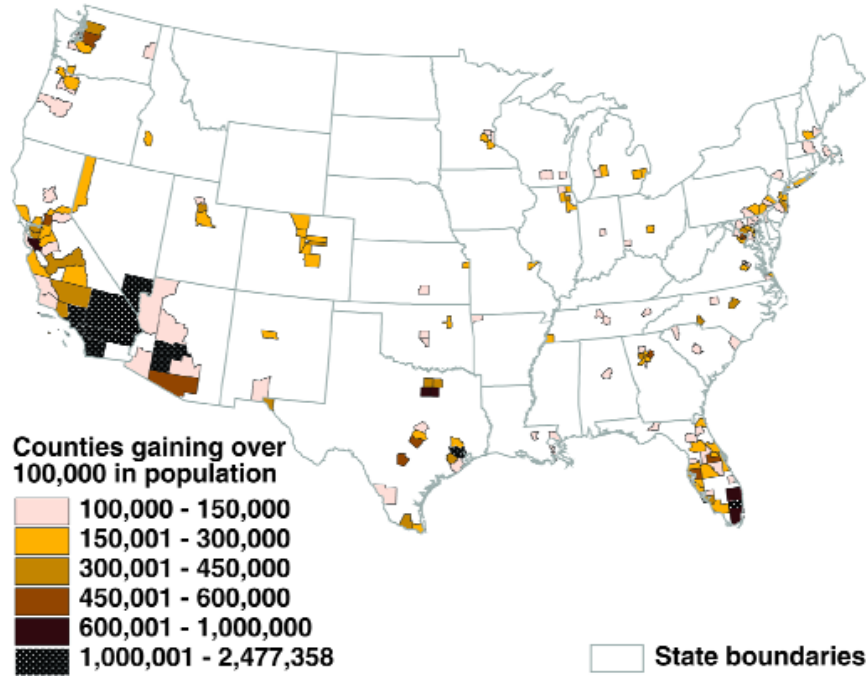 Counties gaining over
100,000 in population
100,000 - 150,000
150,001 - 300,000
300,001 - 450,000
450,001 - 600,000
600,001 - 1,000,000
1,000,001 - 2,477,358
State boundaries